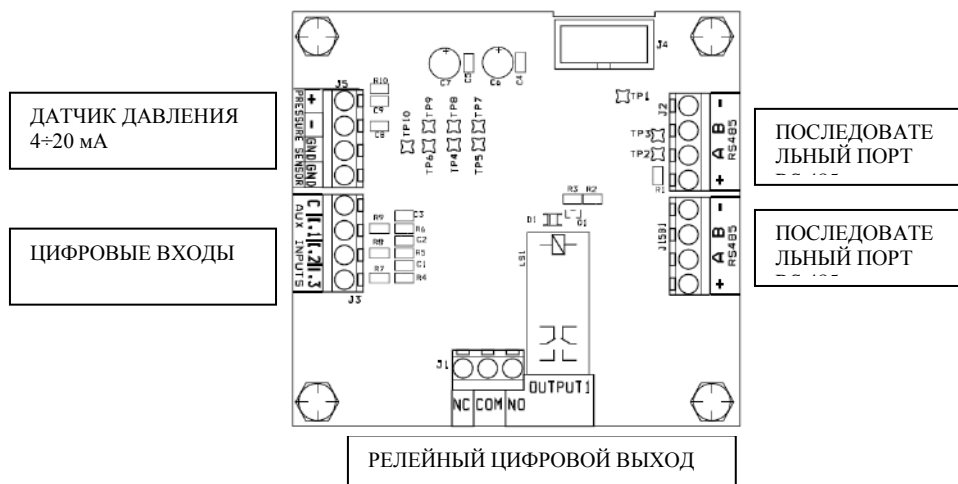 ДАТЧИК ДАВЛЕНИЯ
4÷20 мА
ЦИФРОВЫЕ ВХОДЫ
J5
+
-
GND
GND
PRESSURE SENSOR
C
I.1
I.2
I.3
AUX INPUTS
J3
R10
C9
C8
R9
R8
R7
C3
R6
C2
R5
C1
R4
C7
C5
C6
C4
TP10
TP9
TP8
TP7
TP6
TP4
TP5
J4
TP1
TP3
TP2
R1
R3
R2
D1
Q1
LS1
J2
-
B
A
+
RS485
J15B1
-
B
A
+
RS485
J1
NC
COM
NO
OUTPUT1
ПОСЛЕДОВАТЕ
ЛЬНЫЙ ПОРТ
ПОСЛЕДОВАТЕ
ЛЬНЫЙ ПОРТ
РЕЛЕЙНЫЙ ЦИФРОВОЙ ВЫХОД